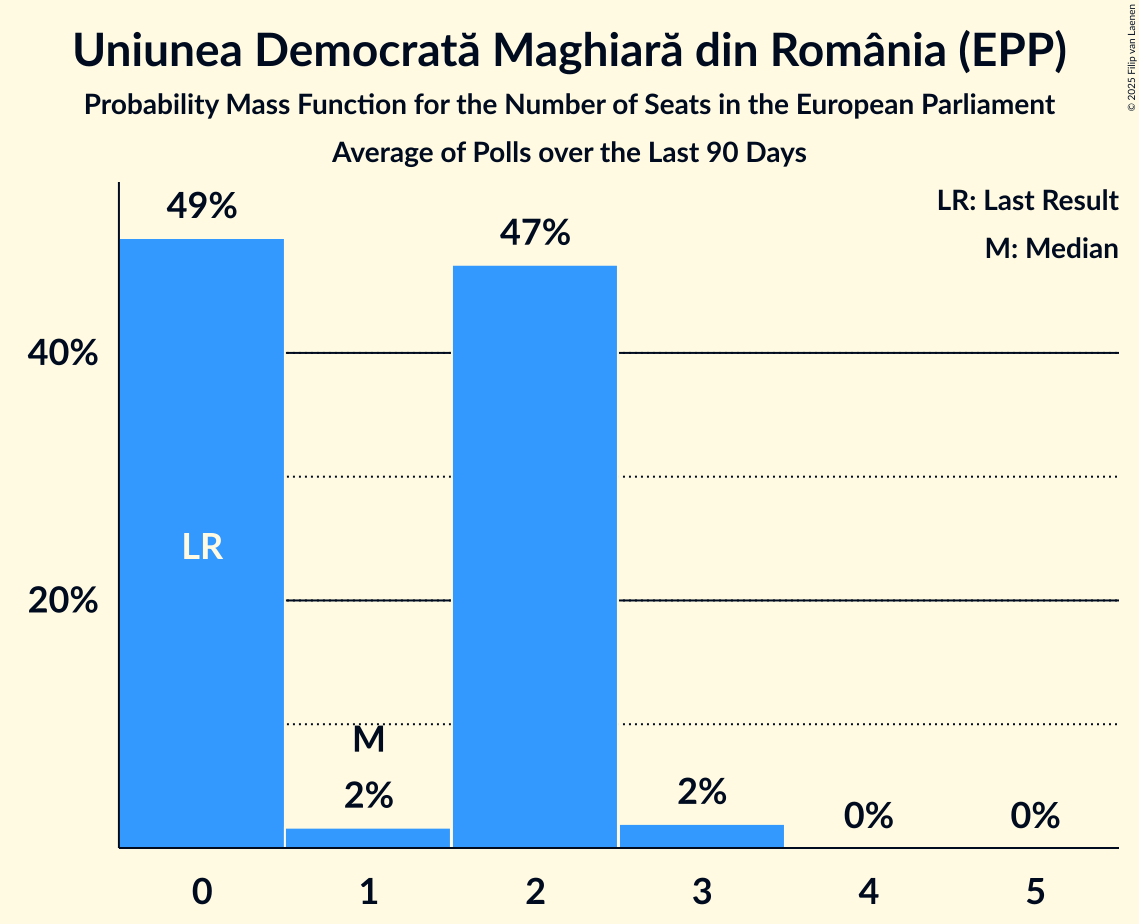 Uniunea Democrată Maghiară din România (EPP)
Probability Mass Function for the Number of Seats in the European Parliament
Average of Polls over the Last 90 Days
© 2025 Filip van Laenen
LR: Last Result
M: Median
49%
47%
40%
LR
20%
M
2%
2%
0%
0%
0
1
2
3
4
5